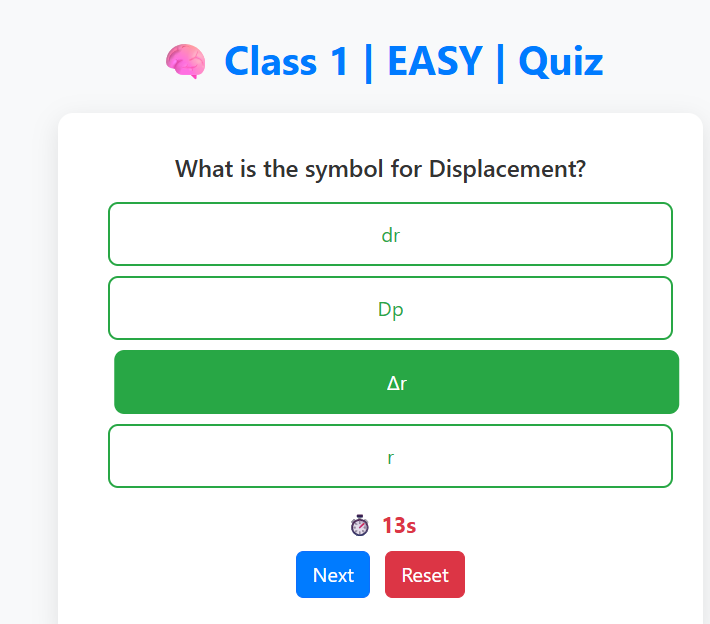 Class 1 | EASY | Quiz
What is the symbol for Displacement?
dr
Dp
Δr
r
13s
Next Reset